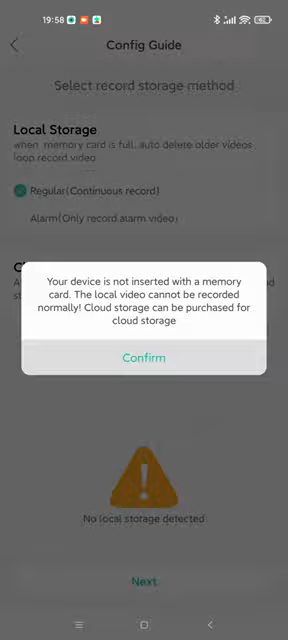 19:58
Config Guide
Select record storage method
Local Storage
when memory card is full, auto delete older videos
loop record video
Regular(Continuous record)
Alarm(Only record alarm video)
Your device is not inserted with a memory
card. The local video cannot be recorded
normally! Cloud storage can be purchased for
cloud storage
Confirm
No local storage detected
Next